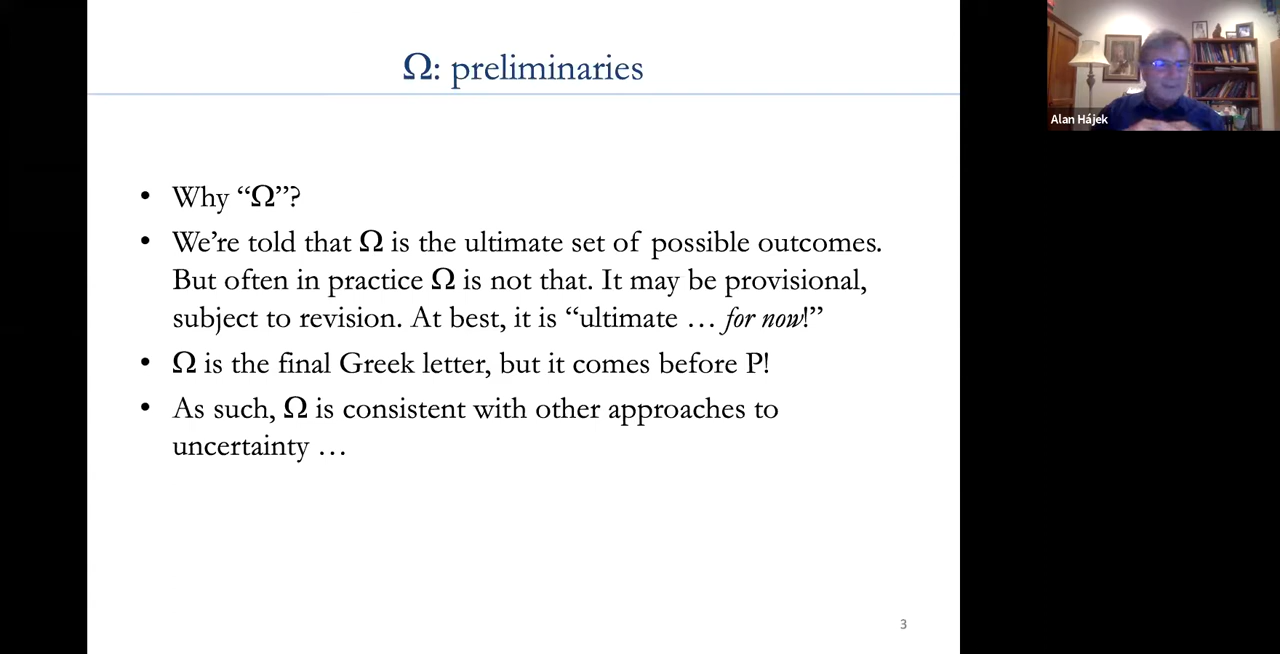 Ω: preliminaries
Alan Hájek
• Why “Ω”?
• We’re told that Ω is the ultimate set of possible outcomes.
But often in practice Ω is not that. It may be provisional,
subject to revision. At best, it is “ultimate … for now!”
• Ω is the final Greek letter, but it comes before P!
• As such, Ω is consistent with other approaches to
uncertainty …
3